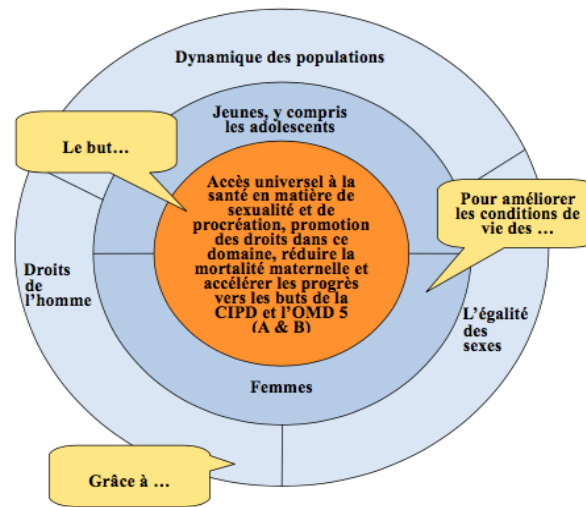 Dynamique des populations
Jeunes, y compris
les adolescents
Le but…
Accès universel à la
santé en matière de
sexualité et de
procréation, promotion
des droits dans ce
domaine, réduire la
mortalité maternelle et
accélérer les progrès
vers les buts de la
CIPD et l’OMD 5
(A & B)
Pour améliorer
les conditions de
vie des …
Droits
de
l’homme
L’égalité
des
sexes
Femmes
Grâce à …